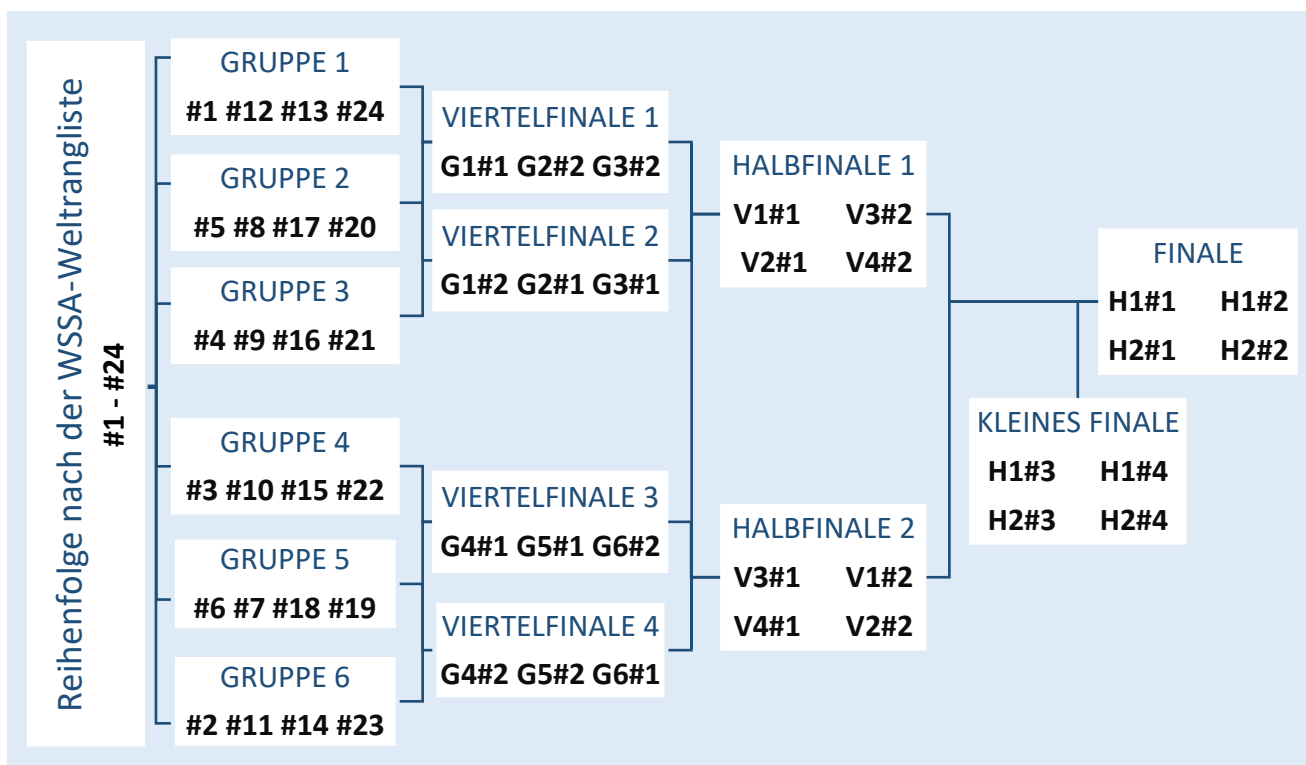 Reihenfolge nach der WSSA-Weltrangliste
#1 - #24
GRUPPE 1
#1 #12 #13 #24
GRUPPE 2
#5 #8 #17 #20
GRUPPE 3
#4 #9 #16 #21
GRUPPE 4
#3 #10 #15 #22
GRUPPE 5
#6 #7 #18 #19
GRUPPE 6
#2 #11 #14 #23
VIERTELFINALE 1
G1#1 G2#2 G3#2
VIERTELFINALE 2
G1#2 G2#1 G3#1
VIERTELFINALE 3
G4#1 G5#1 G6#2
VIERTELFINALE 4
G4#2 G5#2 G6#1
HALBFINALE 1
V1#1 V3#2
V2#1 V4#2
HALBFINALE 2
V3#1 V1#2
V4#1 V2#2
FINALE
H1#1 H1#2
H2#1 H2#2
KLEINES FINALE
H1#3 H1#4
H2#3 H2#4